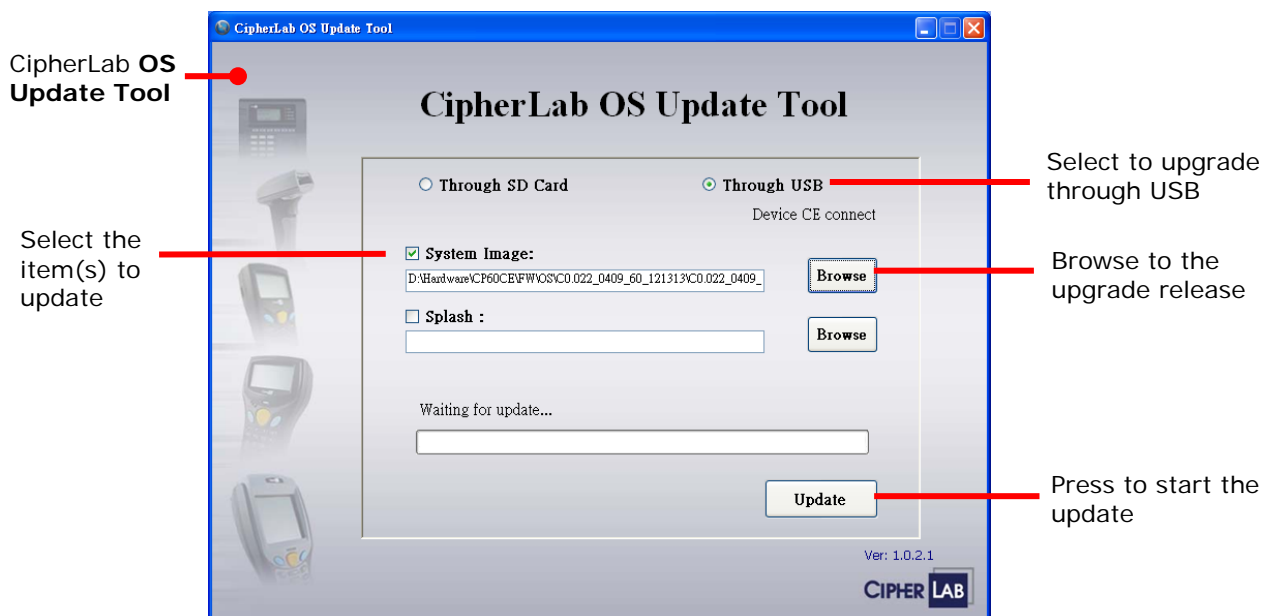 CipherLab OS Update Tool
CipherLab OS
Update Tool
CipherLab OS Update Tool
Through SD Card
Through USB
Device CE connect
Select to upgrade
through USB
Select the
item(s) to
update
System Image:
D:\Hardware\CP60CE\FW\OS\C0.022_0409_60_121313\C0.022_0409_
Browse
Browse to the
upgrade release
Splash :
Browse
Waiting for update...
Update
Press to start the
update
Ver: 1.0.2.1
CIPHER LAB